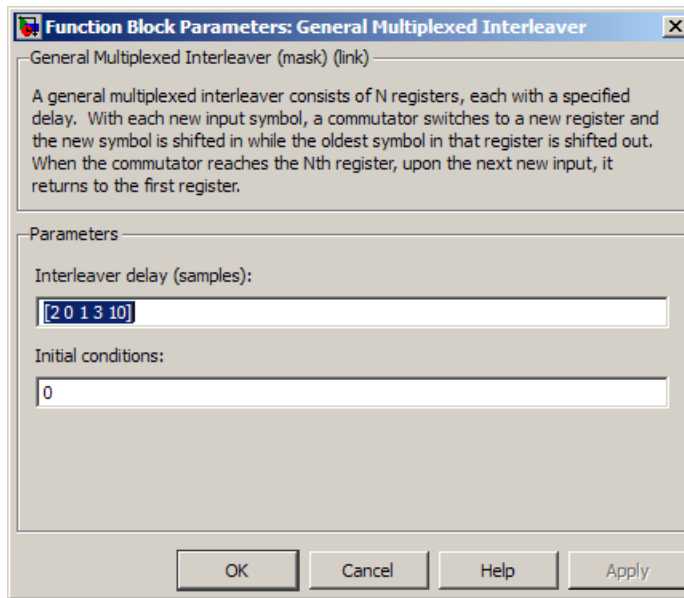 Function Block Parameters: General Multiplexed Interleaver
General Multiplexed Interleaver (mask) (link)
A general multiplexed interleaver consists of N registers, each with a specified
delay. With each new input symbol, a commutator switches to a new register and
the new symbol is shifted in while the oldest symbol in that register is shifted out.
When the commutator reaches the Nth register, upon the next new input, it
returns to the first register.
Parameters
Interleaver delay (samples):
[2 0 1 3 10]
Initial conditions:
0
OK Cancel Help Apply